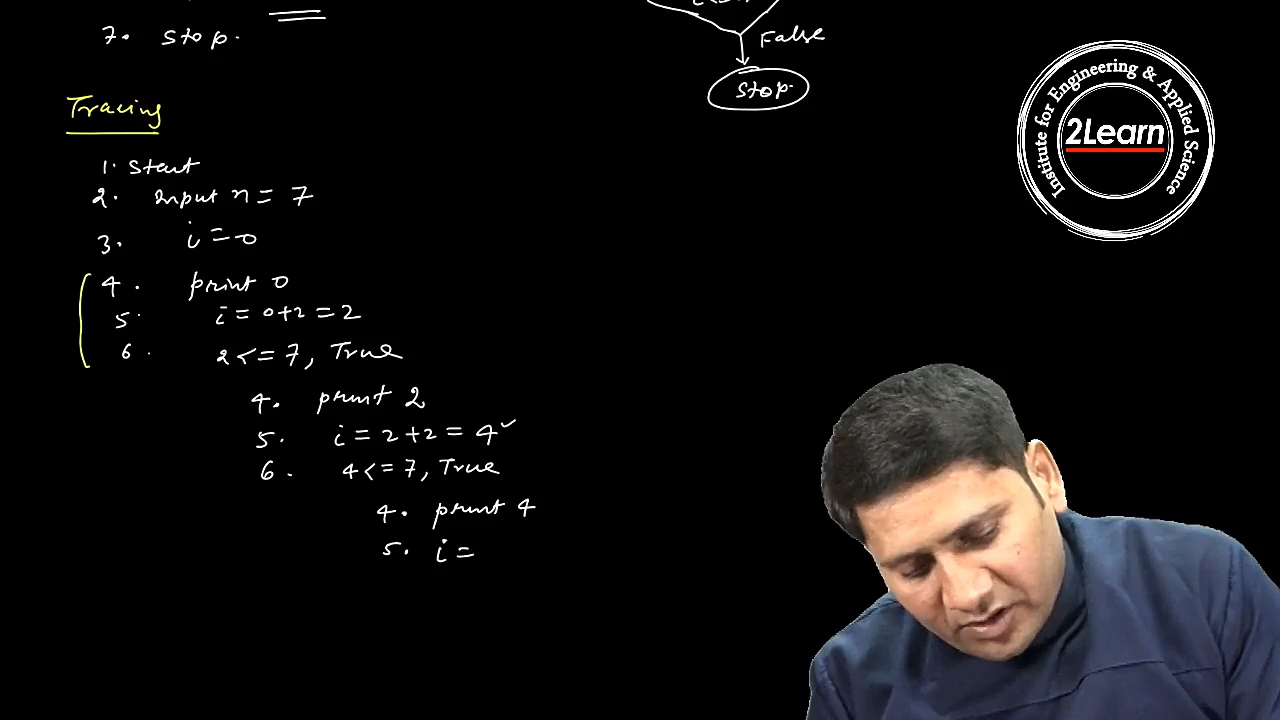 7. Stop.
False
Stop.
Tracing
1. Start
2. Input n = 7
3. i = 0
4. print 0
5. i = 0+2 = 2
6. 2 <= 7, True
4. print 2
5. i = 2+2 = 4
6. 4 <= 7, True
4. print 4
5. i =
Institute for Engineering & Applied Science
2Learn